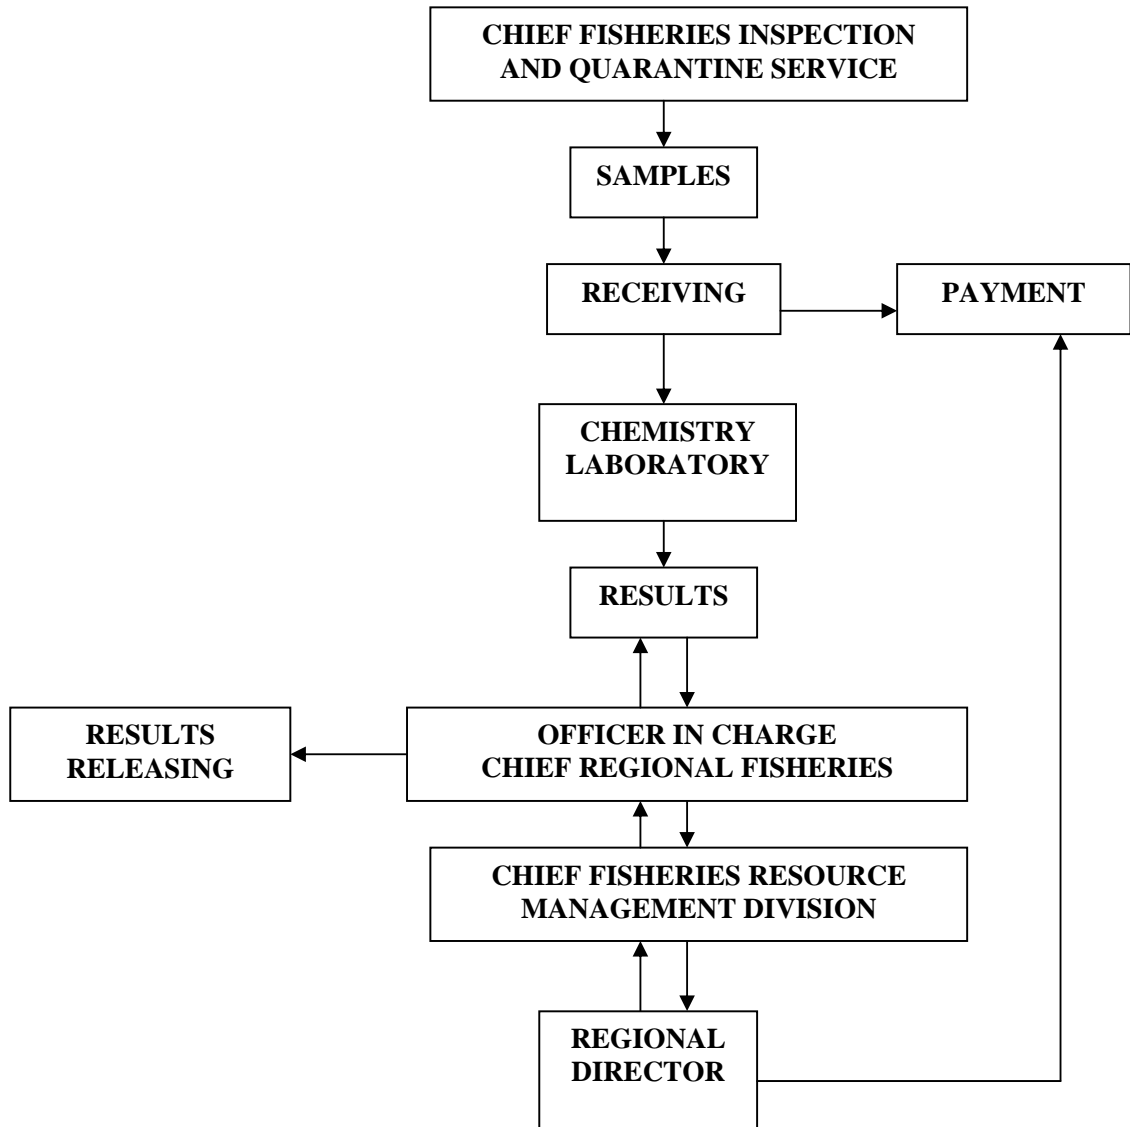 CHIEF FISHERIES INSPECTION
AND QUARANTINE SERVICE
SAMPLES
RECEIVING
PAYMENT
CHEMISTRY
LABORATORY
RESULTS
RESULTS
RELEASING
OFFICER IN CHARGE
CHIEF REGIONAL FISHERIES
CHIEF FISHERIES RESOURCE
MANAGEMENT DIVISION
REGIONAL
DIRECTOR